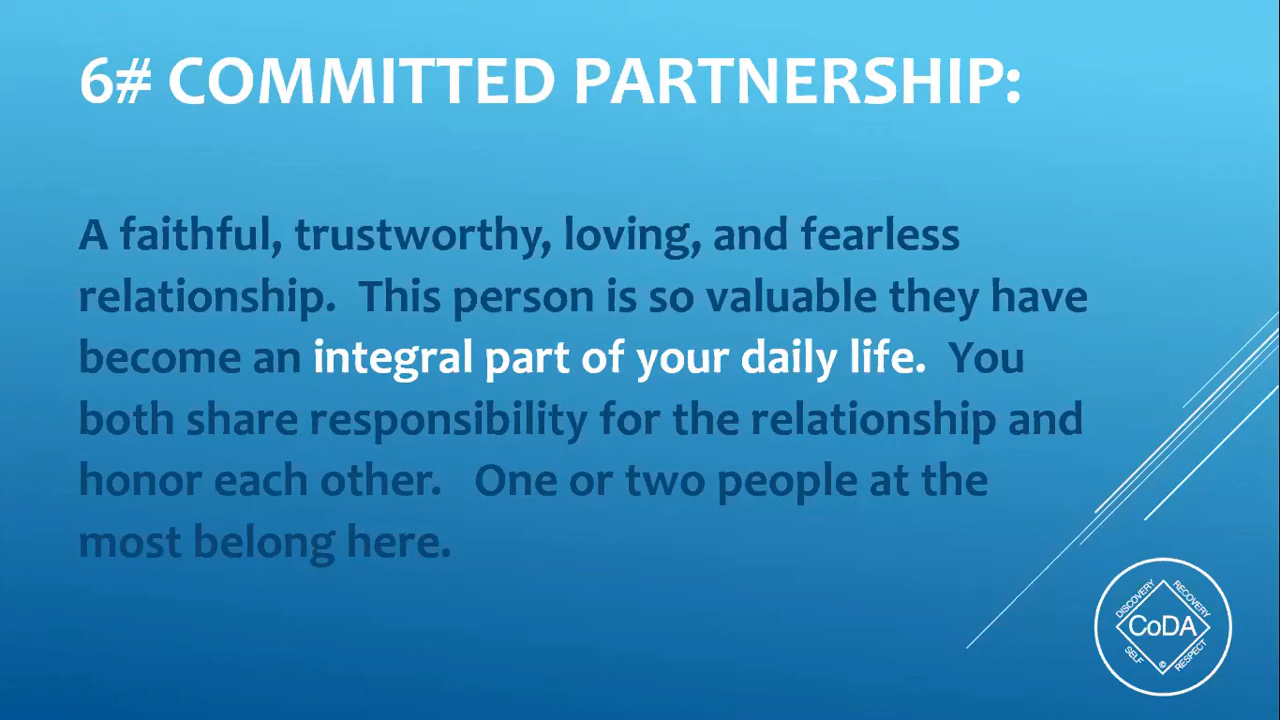 6# COMMITTED PARTNERSHIP:
A faithful, trustworthy, loving, and fearless
relationship.  This person is so valuable they have
become an integral part of your daily life.  You
both share responsibility for the relationship and
honor each other.   One or two people at the
most belong here.
DISCOVERY
RECOVERY
CoDA
SELF
©
RESPECT